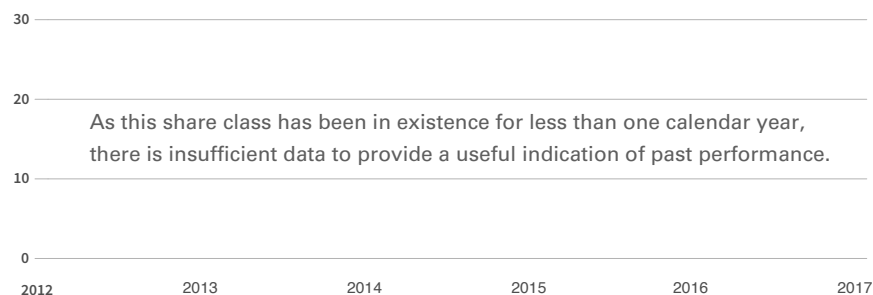 30
20
As this share class has been in existence for less than one calendar year,
there is insufficient data to provide a useful indication of past performance.
10
0
2012 2013 2014 2015 2016 2017